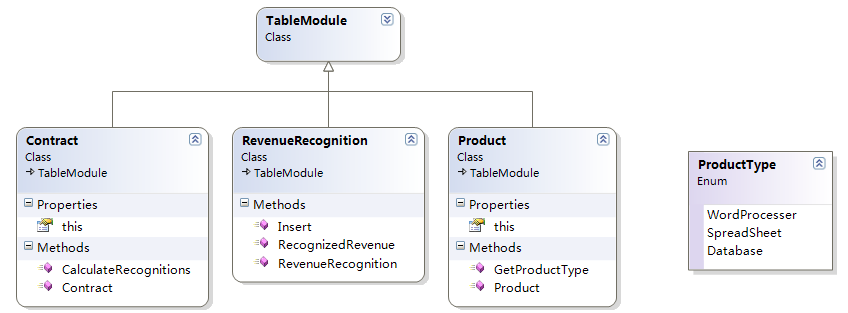 TableModule
Class
Contract
Class
TableModule
Properties
this
Methods
CalculateRecognitions
Contract
RevenueRecognition
Class
TableModule
Methods
Insert
RecognizedRevenue
RevenueRecognition
Product
Class
TableModule
Properties
this
Methods
GetProductType
Product
ProductType
Enum
WordProcesser
SpreadSheet
Database